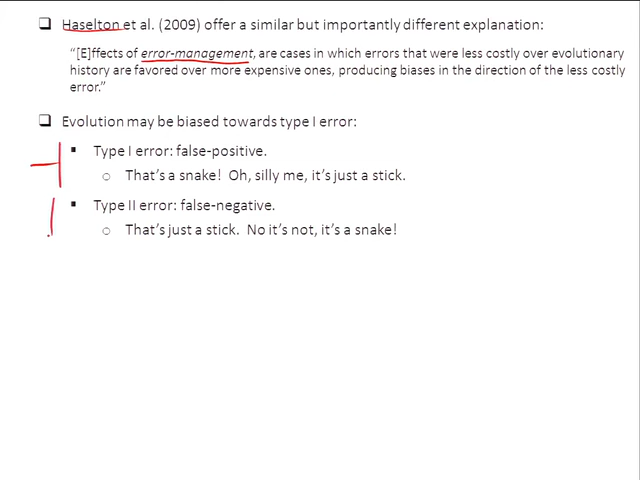 Haselton et al. (2009) offer a similar but importantly different explanation:
"[E]ffects of error-management, are cases in which errors that were less costly over evolutionary
history are favored over more expensive ones, producing biases in the direction of the less costly
error."
Evolution may be biased towards type I error:
Type I error: false-positive.
That's a snake! Oh, silly me, it's just a stick.
Type II error: false-negative.
That's just a stick. No it's not, it's a snake!